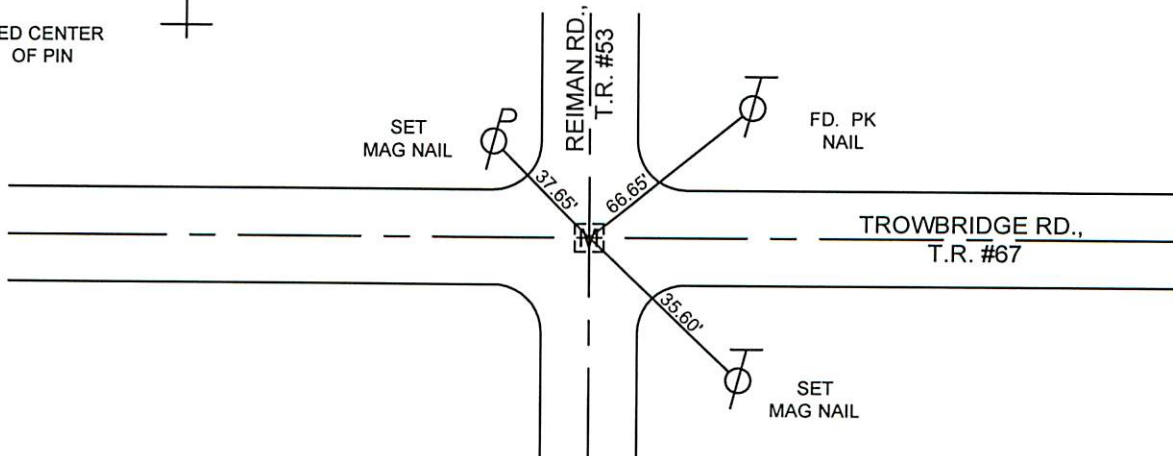 ED CENTER
OF PIN
REIMAN RD.,
T.R. #53
SET
MAG NAIL
P
T
FD. PK
NAIL
37.65'
66.65'
M
TROWBRIDGE RD.,
T.R. #67
35.60'
T
SET
MAG NAIL